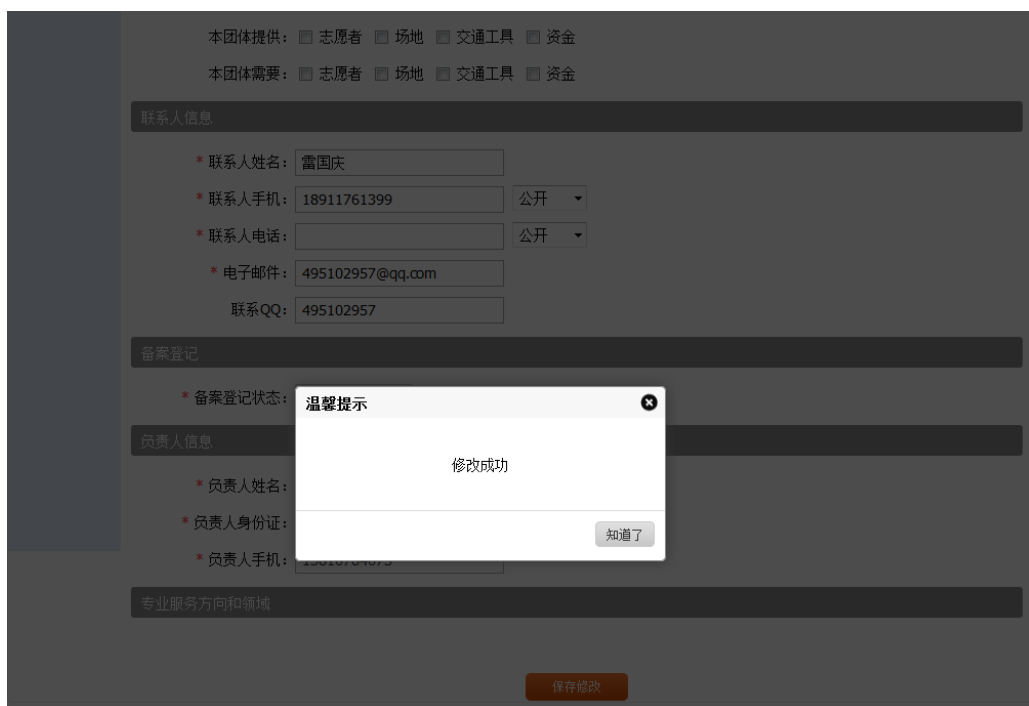 本团体提供： 志愿者 场地 交通工具 资金
本团体需要： 志愿者 场地 交通工具 资金
联系人信息
* 联系人姓名： 雷国庆
* 联系人手机： 18911761399 公开
* 联系人电话： 公开
* 电子邮件： 495102957@qq.com
联系QQ： 495102957
备案登记
* 备案登记状态：
温馨提示
负责人信息
修改成功
* 负责人姓名：
* 负责人身份证：
知道了
* 负责人手机：
专业服务方向和领域
保存修改